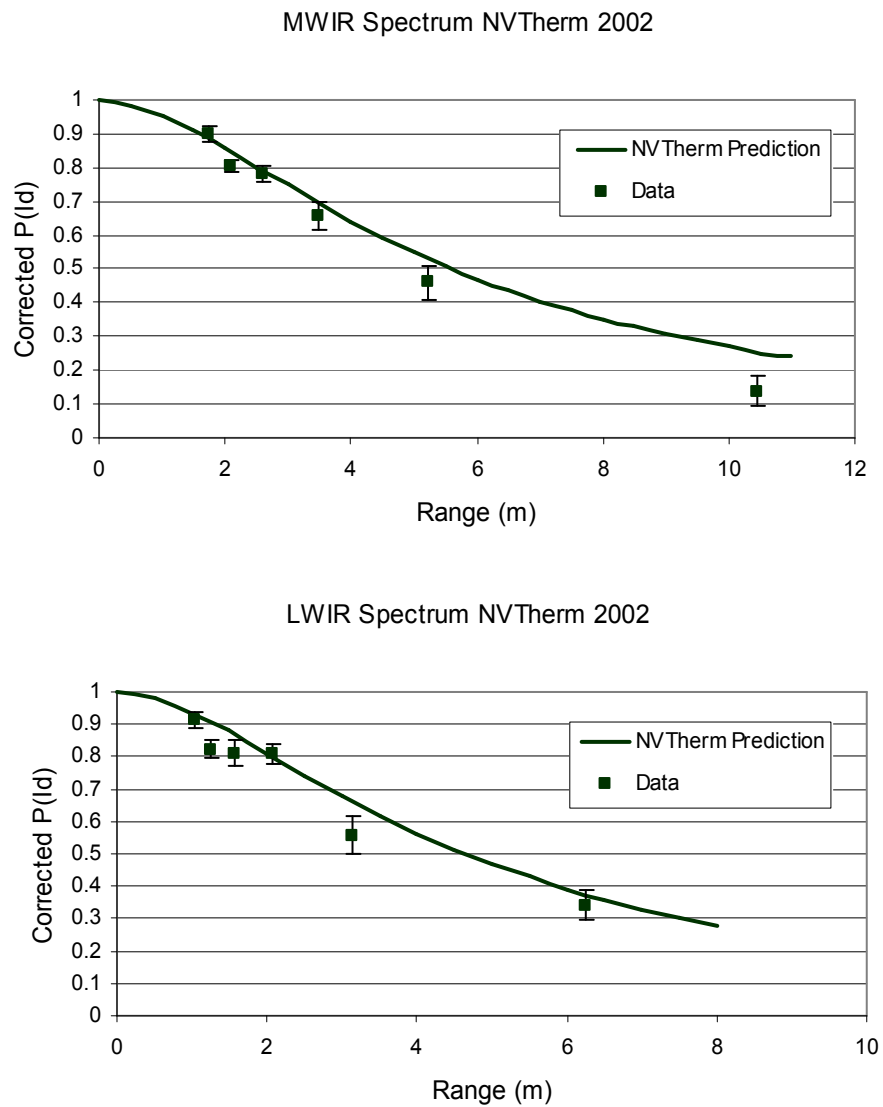 MWIR Spectrum NVTherm 2002
1
0.9
0.8
0.7
0.6
0.5
0.4
0.3
0.2
0.1
0
Corrected P(Id)
NVTherm Prediction
Data
0 2 4 6 8 10 12
Range (m)
LWIR Spectrum NVTherm 2002
1
0.9
0.8
0.7
0.6
0.5
0.4
0.3
0.2
0.1
0
Corrected P(Id)
NVTherm Prediction
Data
0 2 4 6 8 10
Range (m)